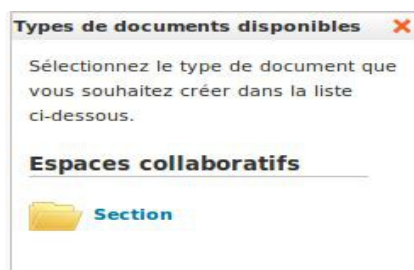 Types de documents disponibles
Sélectionnez le type de document que
vous souhaitez créer dans la liste
ci-dessous.
Espaces collaboratifs
Section